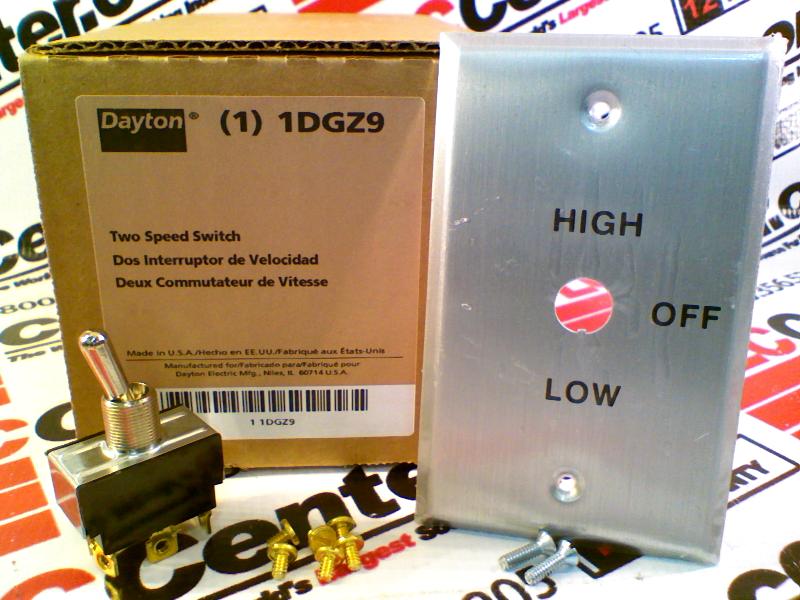 Dayton® (1) 1DGZ9
Two Speed Switch
Dos Interruptor de Velocidad
Deux Commutateur de Vitesse
Made in U.S.A./Hecho en EE.UU./Fabriqué aux États-Unis
Manufactured for/Fabricado para/Fabriqué pour
Dayton Electric Mfg., Niles, IL 60714 U.S.A.
1 1DGZ9
HIGH
OFF
LOW
Center
Largest